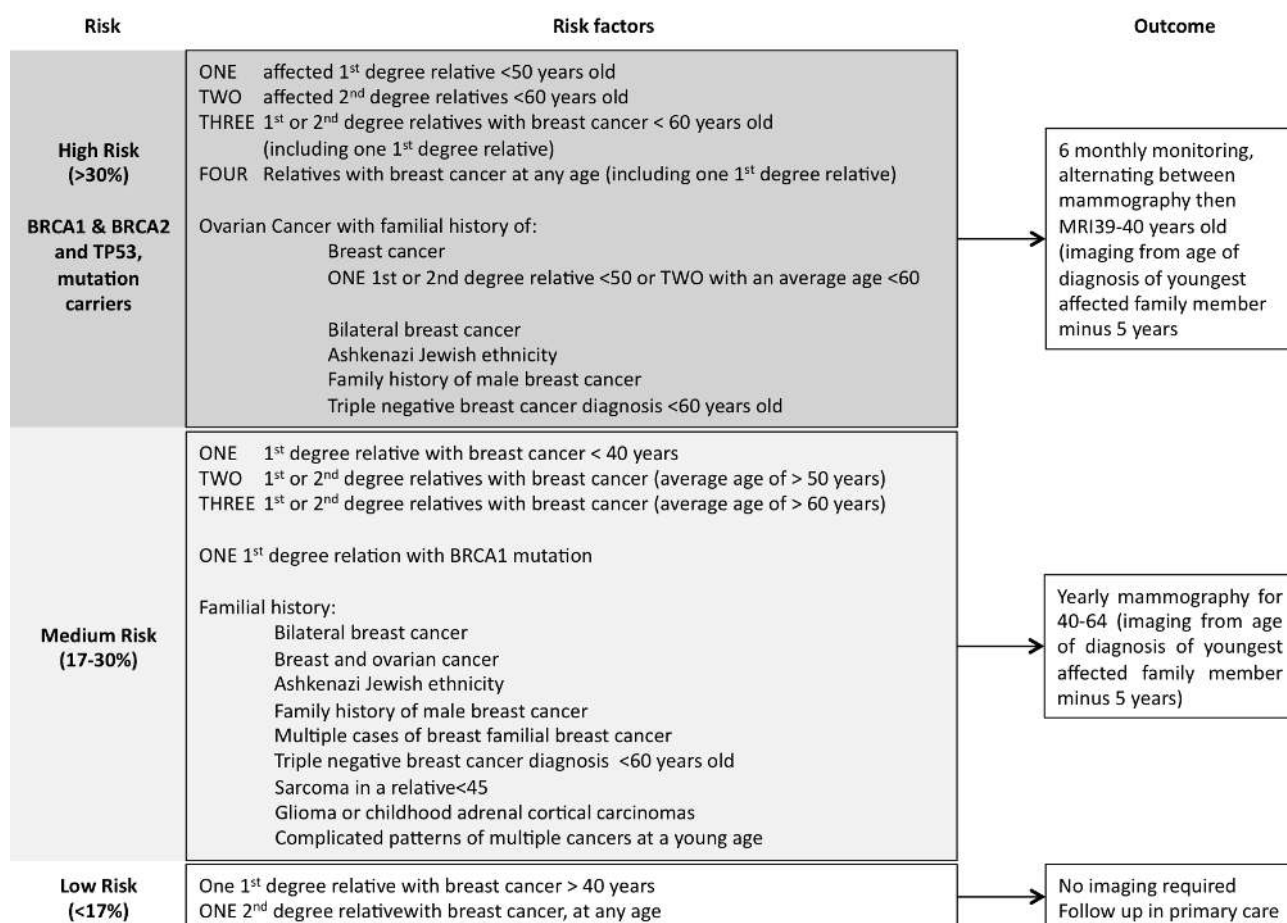 Risk Risk factors Outcome
High Risk
(>30%)
BRCA1 & BRCA2
and TP53,
mutation
carriers
ONE affected 1st degree relative <50 years old
TWO affected 2nd degree relatives <60 years old
THREE 1st or 2nd degree relatives with breast cancer < 60 years old
(including one 1st degree relative)
FOUR Relatives with breast cancer at any age (including one 1st degree relative)
Ovarian Cancer with familial history of:
Breast cancer
ONE 1st or 2nd degree relative <50 or TWO with an average age <60
Bilateral breast cancer
Ashkenazi Jewish ethnicity
Family history of male breast cancer
Triple negative breast cancer diagnosis <60 years old
6 monthly monitoring,
alternating between
mammography then
MRI39-40 years old
(imaging from age of
diagnosis of youngest
affected family member
minus 5 years
Medium Risk
(17-30%)
ONE 1st degree relative with breast cancer < 40 years
TWO 1st or 2nd degree relatives with breast cancer (average age of > 50 years)
THREE 1st or 2nd degree relatives with breast cancer (average age of > 60 years)
ONE 1st degree relation with BRCA1 mutation
Familial history:
Bilateral breast cancer
Breast and ovarian cancer
Ashkenazi Jewish ethnicity
Family history of male breast cancer
Multiple cases of breast familial breast cancer
Triple negative breast cancer diagnosis <60 years old
Sarcoma in a relative<45
Glioma or childhood adrenal cortical carcinomas
Complicated patterns of multiple cancers at a young age
Yearly mammography for
40-64 (imaging from age
of diagnosis of youngest
affected family member
minus 5 years)
Low Risk
(<17%)
One 1st degree relative with breast cancer > 40 years
ONE 2nd degree relativewith breast cancer, at any age
No imaging required
Follow up in primary care